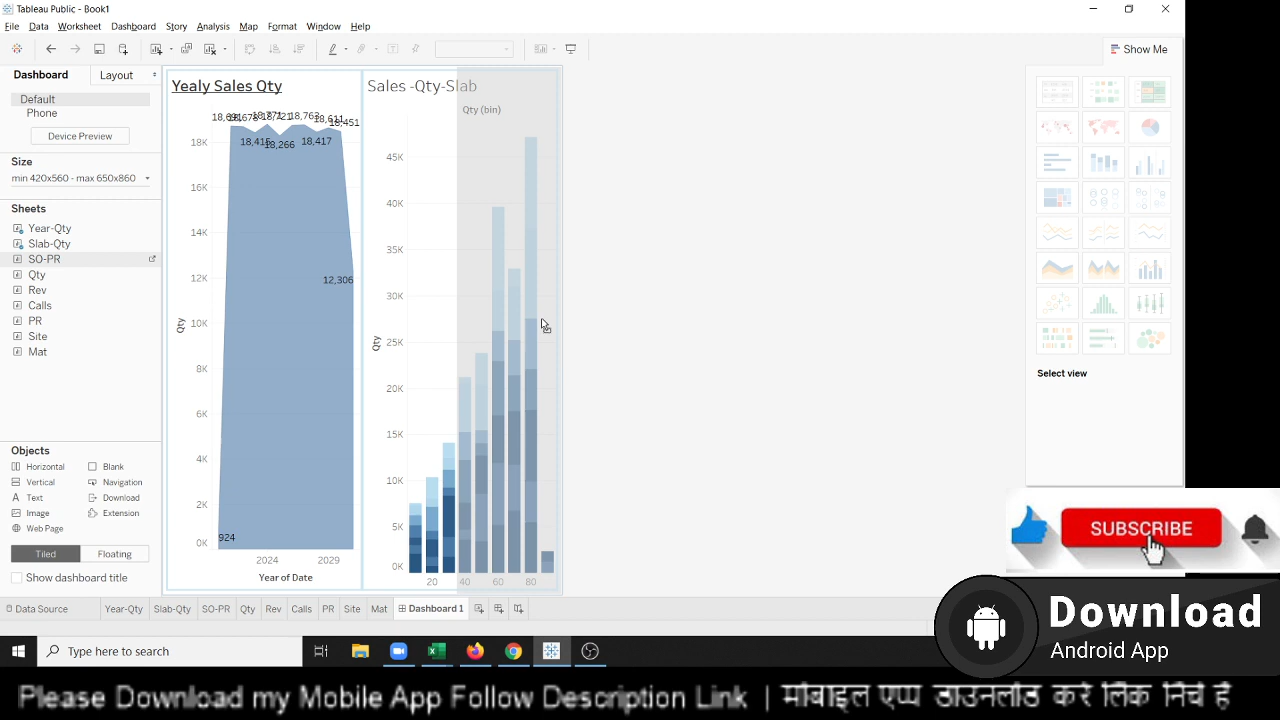 Tableau Public - Book1
File Data Worksheet Dashboard Story Analysis Map Format Window Help
Dashboard Layout
Show Me
Default
Phone
Device Preview
Size
min 420x560 - max 650x860
Sheets
Year-Qty
Slab-Qty
SO-PR
Qty
Rev
Calls
PR
Site
Mat
Objects
Horizontal Blank
Vertical Navigation
Text Download
Image Extension
Web Page
Tiled Floating
Show dashboard title
Yealy Sales Qty
18,415 18,266 18,417 18,451
18K
16K
14K
12K
10K
8K
6K
4K
2K
0K
12,306
924
Qty
2024 2029
Year of Date
Sales -Qty-Slab
Qty (bin)
45K
40K
35K
30K
25K
20K
15K
10K
5K
0K
20 40 60 80
Select view
Data Source Year-Qty Slab-Qty SO-PR Qty Rev Calls PR Site Mat Dashboard 1
SUBSCRIBE
Download
Android App
Type here to search
Please Download my Mobile App Follow Description Link | मोबाइल एप्प डाउनलोड करे लिंक निचे है